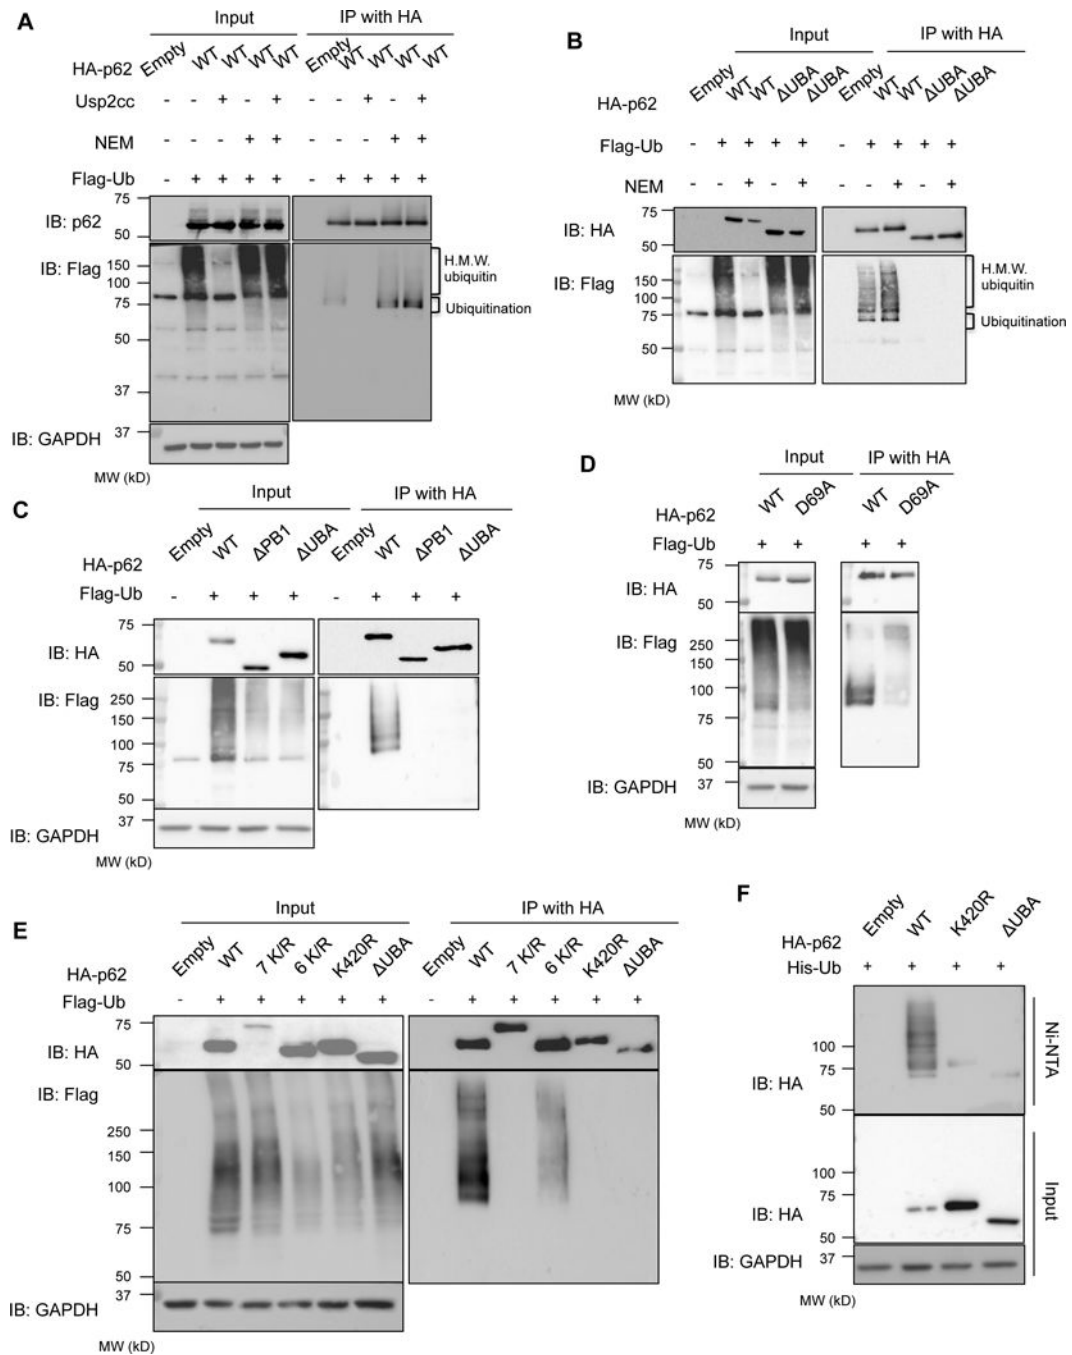 A
Input
IP with HA
HA-p62
Empty WT WT WT WT Empty WT WT WT WT
Usp2cc - - + - + - - + - +
NEM - - - + + - - - + +
Flag-Ub - + + + + - + + + +
75
IB: p62
50
IB: Flag
150
100
75
50
37
H.M.W.
ubiquitin
Ubiquitination
37
IB: GAPDH
MW (kD)
B
Input
IP with HA
HA-p62
Empty WT WT ΔUBA ΔUBA Empty WT WT ΔUBA ΔUBA
Flag-Ub - + + + + - + + + +
NEM - - + - + - - + - +
75
IB: HA
50
IB: Flag
150
100
75
50
H.M.W.
ubiquitin
Ubiquitination
MW (kD)
C
Input
IP with HA
HA-p62
Empty WT ΔPB1 ΔUBA Empty WT ΔPB1 ΔUBA
Flag-Ub - + + + - + + +
75
IB: HA
50
IB: Flag
250
150
100
75
50
37
IB: GAPDH
MW (kD)
D
Input
IP with HA
HA-p62
WT D69A WT D69A
Flag-Ub + + + +
75
IB: HA
50
IB: Flag
250
150
100
75
50
37
IB: GAPDH
MW (kD)
E
Input
IP with HA
HA-p62
Empty WT 7 K/R 6 K/R K420R ΔUBA Empty WT 7 K/R 6 K/R K420R ΔUBA
Flag-Ub - + + + + + - + + + + +
75
IB: HA
50
IB: Flag
250
150
100
75
50
37
IB: GAPDH
MW (kD)
F
HA-p62
Empty WT K420R ΔUBA
His-Ub + + + +
100
75
IB: HA
50
Ni-NTA
100
75
IB: HA
50
Input
37
IB: GAPDH
MW (kD)